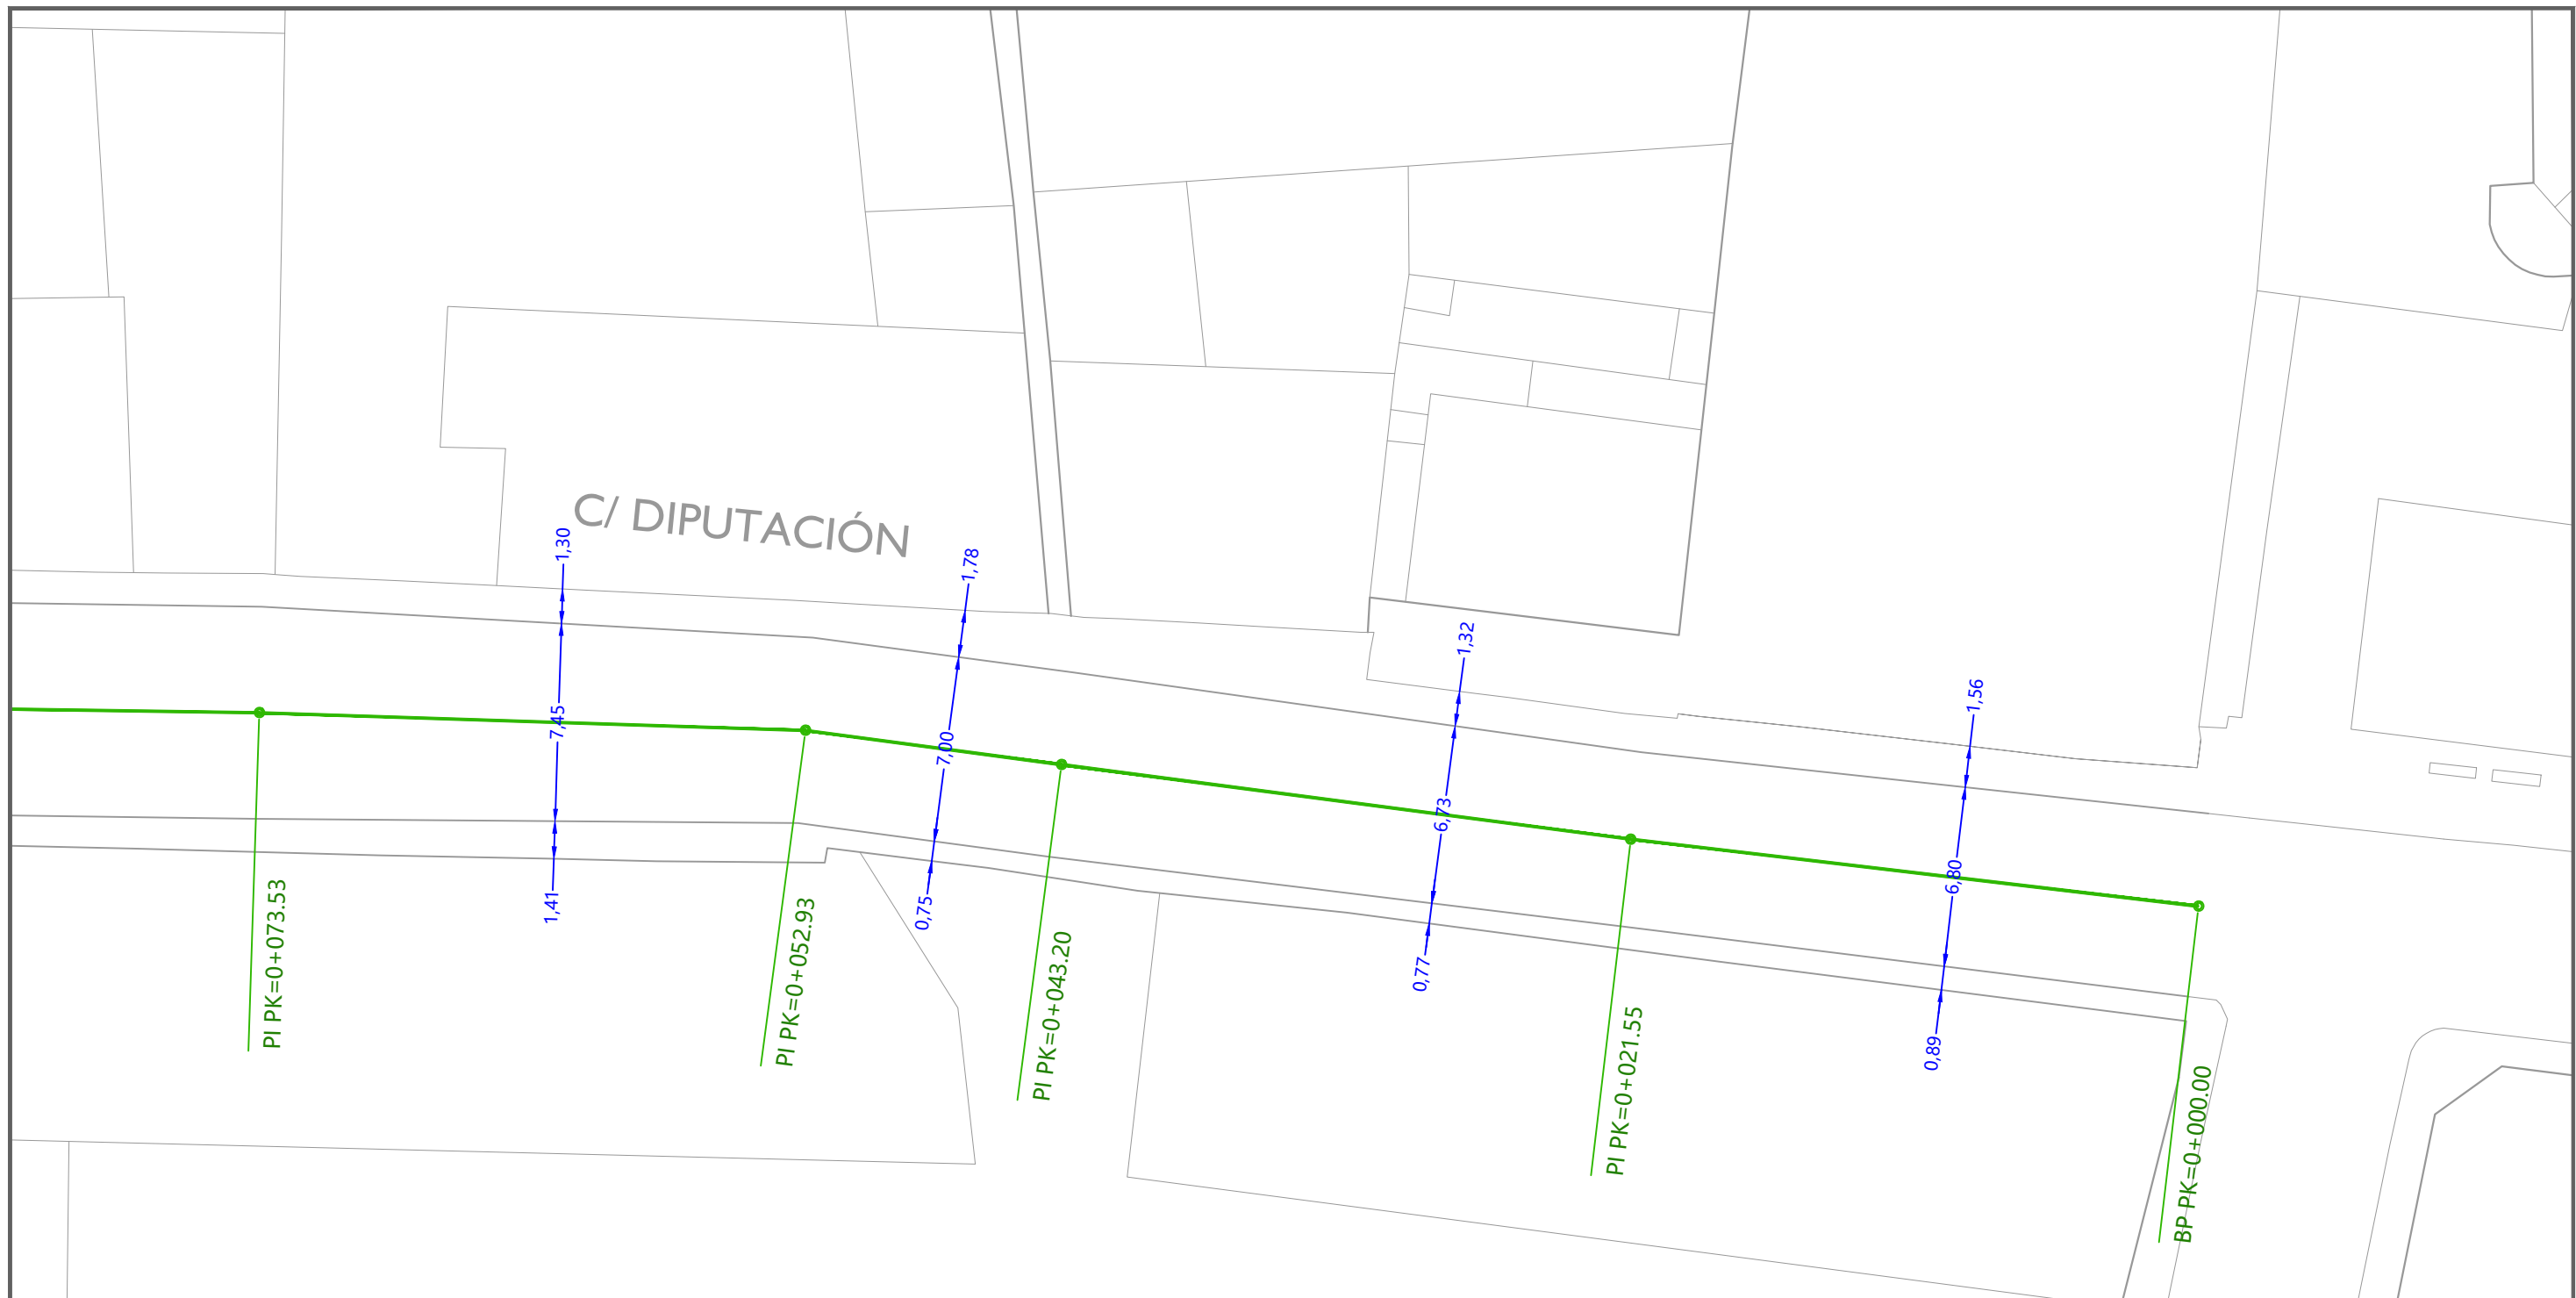 C/ DIPUTACIÓN
1,30
7,45
1,41
1,78
7,00
0,75
1,32
6,73
0,77
1,56
6,80
0,89
PI PK=0+073.53
PI PK=0+052.93
PI PK=0+043.20
PI PK=0+021.55
BP PK=0+000.00